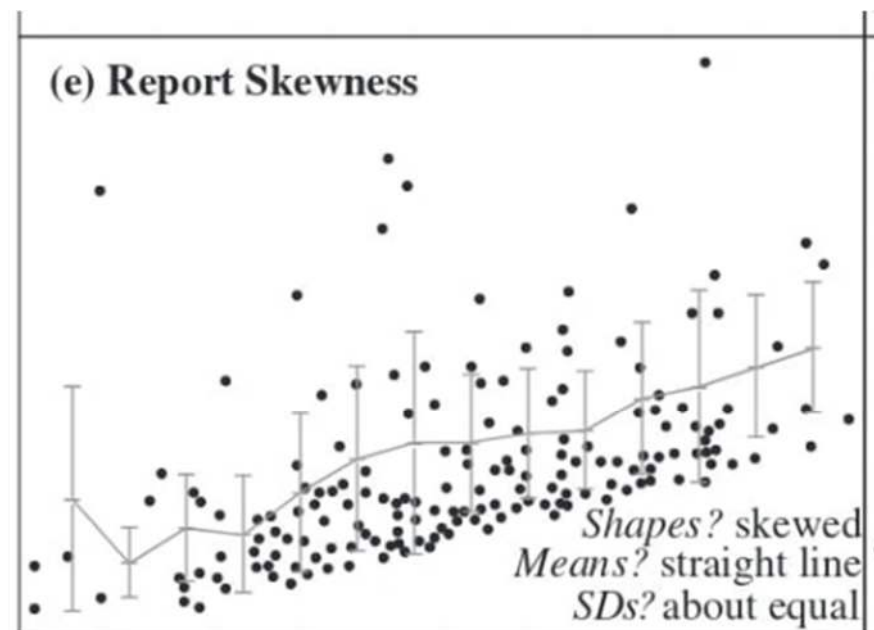 (e) Report Skewness
Shapes? skewed
Means? straight line
SDs? about equal